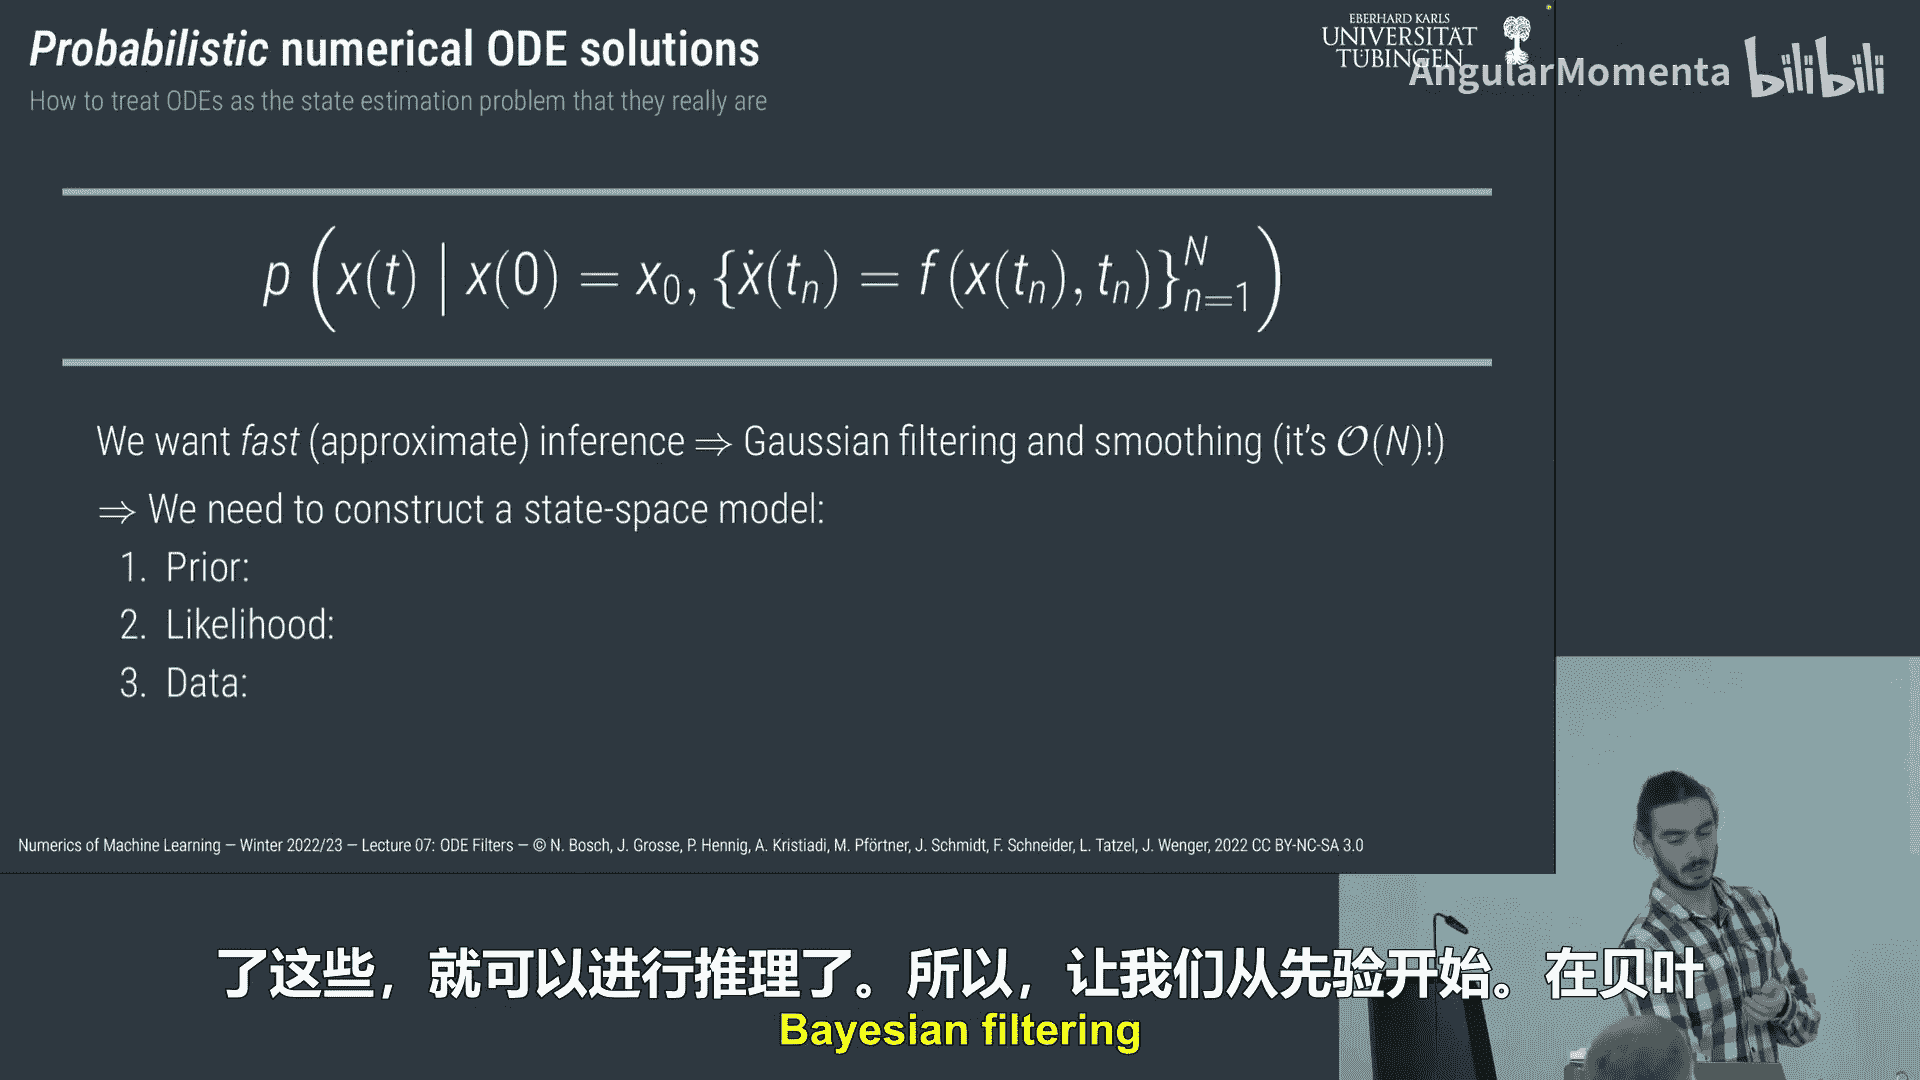 Probabilistic numerical ODE solutions
How to treat ODEs as the state estimation problem that they really are
EBERHARD KARLS
UNIVERSITÄT
TÜBINGEN
AngularMomenta bilibili
p ( x(t) | x(0) = x₀, {ẋ(tₙ) = f (x(tₙ), tₙ)}ᴺₙ₌₁ )
We want fast (approximate) inference ⇒ Gaussian filtering and smoothing (it's 𝒪(N)!)
⇒ We need to construct a state-space model:
1. Prior:
2. Likelihood:
3. Data:
Numerics of Machine Learning — Winter 2022/23 — Lecture 07: ODE Filters — © N. Bosch, J. Grosse, P. Hennig, A. Kristiadi, M. Pförtner, J. Schmidt, F. Schneider, L. Tatzel, J. Wenger, 2022 CC BY-NC-SA 3.0
了这些，就可以进行推理了。所以，让我们从先验开始。在贝叶
Bayesian filtering